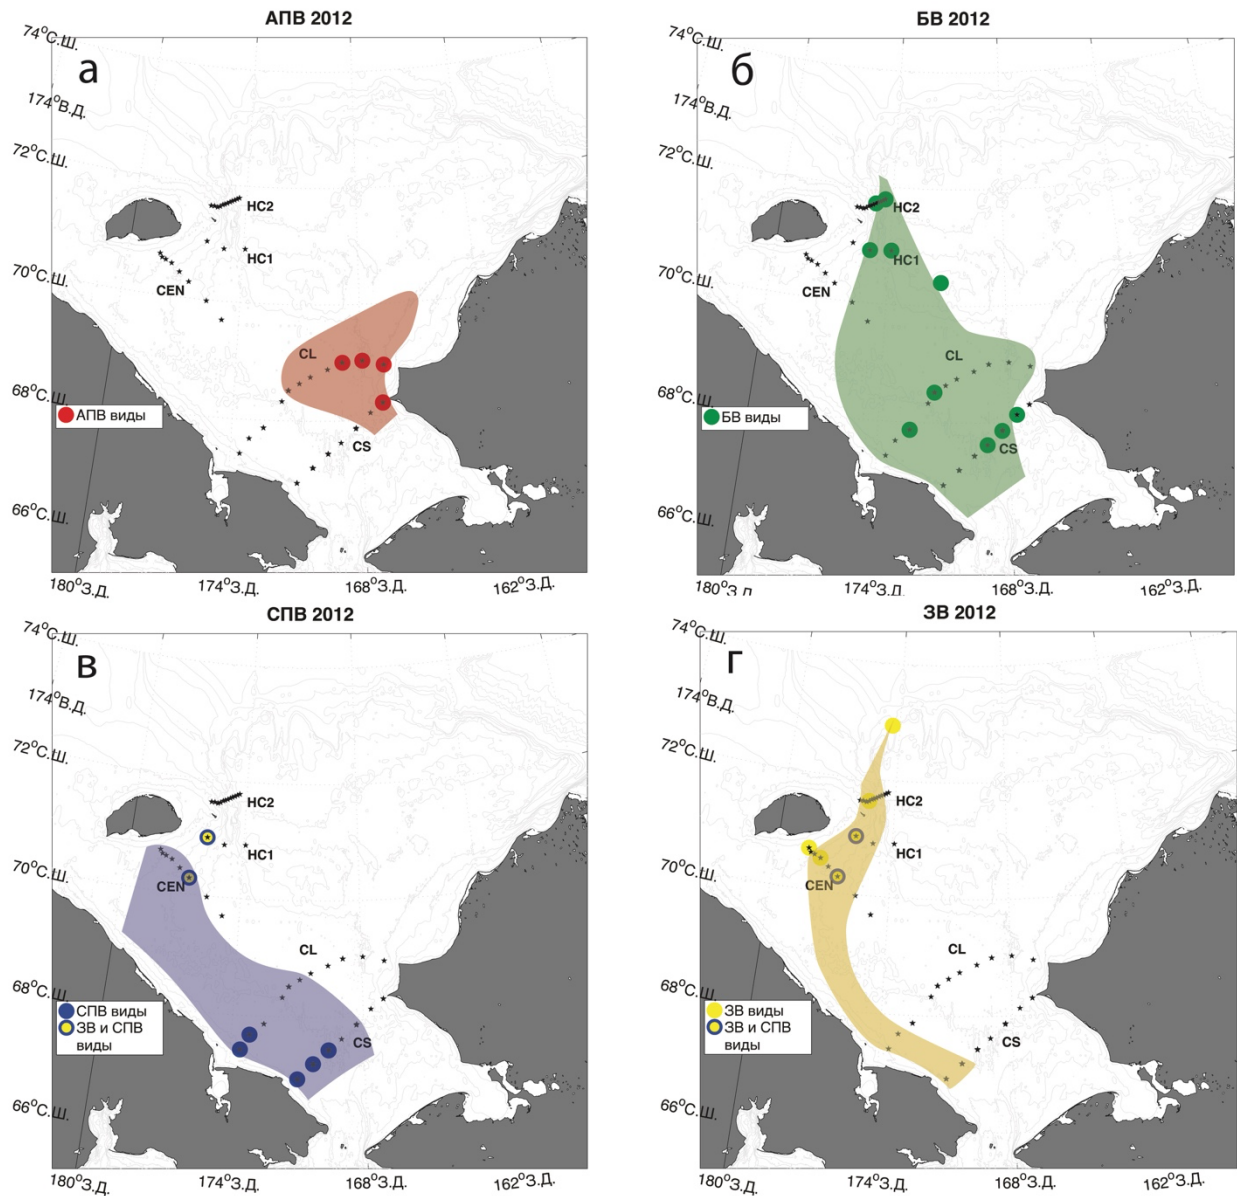 АПВ 2012
а
74°С.Ш.
174°В.Д.
72°С.Ш.
70°С.Ш.
68°С.Ш.
66°С.Ш.
HC2
HC1
CEN
CL
CS
АПВ виды
180°З.Д.
174°З.Д.
168°З.Д.
162°З.Д.
БВ 2012
б
74°С.Ш.
174°В.Д.
72°С.Ш.
70°С.Ш.
68°С.Ш.
66°С.Ш.
HC2
HC1
CEN
CL
CS
БВ виды
180°З.Д.
174°З.Д.
168°З.Д.
162°З.Д.
СПВ 2012
в
74°С.Ш.
174°В.Д.
72°С.Ш.
70°С.Ш.
68°С.Ш.
66°С.Ш.
HC2
HC1
CEN
CL
CS
СПВ виды
ЗВ и СПВ
виды
180°З.Д.
174°З.Д.
168°З.Д.
162°З.Д.
ЗВ 2012
г
74°С.Ш.
174°В.Д.
72°С.Ш.
70°С.Ш.
68°С.Ш.
66°С.Ш.
HC2
HC1
CEN
CL
CS
ЗВ виды
ЗВ и СПВ
виды
180°З.Д.
174°З.Д.
168°З.Д.
162°З.Д.